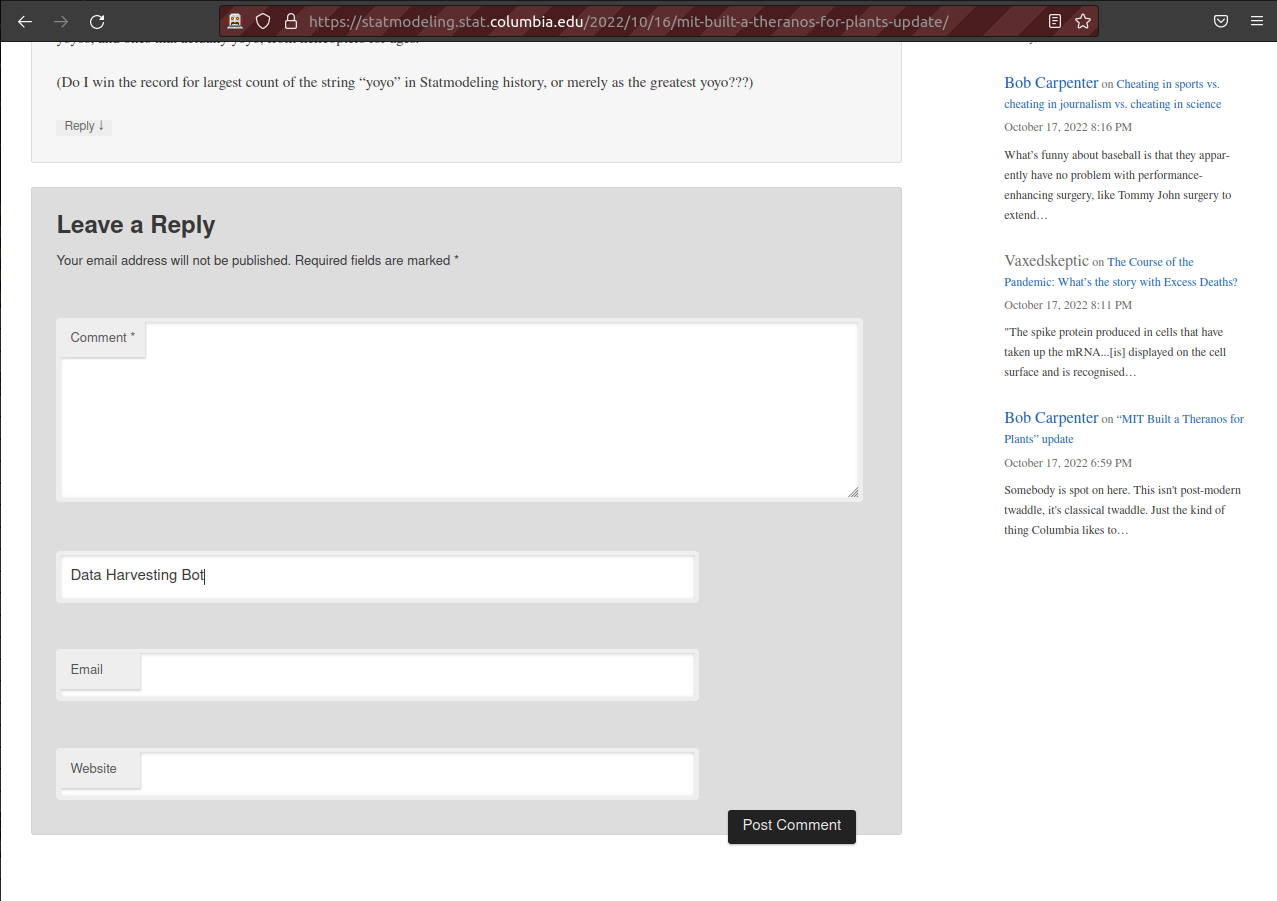 https://statmodeling.stat.columbia.edu/2022/10/16/mit-built-a-theranos-for-plants-update/
(Do I win the record for largest count of the string “yoyo” in Statmodeling history, or merely as the greatest yoyo???)
Reply ↓
Leave a Reply
Your email address will not be published. Required fields are marked *
Comment *
Data Harvesting Bot
Email
Website
Post Comment
Bob Carpenter on Cheating in sports vs.
cheating in journalism vs. cheating in science
October 17, 2022 8:16 PM
What’s funny about baseball is that they appar-
ently have no problem with performance-
enhancing surgery, like Tommy John surgery to
extend…
Vaxedskeptic on The Course of the
Pandemic: What’s the story with Excess Deaths?
October 17, 2022 8:11 PM
"The spike protein produced in cells that have
taken up the mRNA...[is] displayed on the cell
surface and is recognised…
Bob Carpenter on “MIT Built a Theranos for
Plants” update
October 17, 2022 6:59 PM
Somebody is spot on here. This isn't post-modern
twaddle, it's classical twaddle. Just the kind of
thing Columbia likes to…